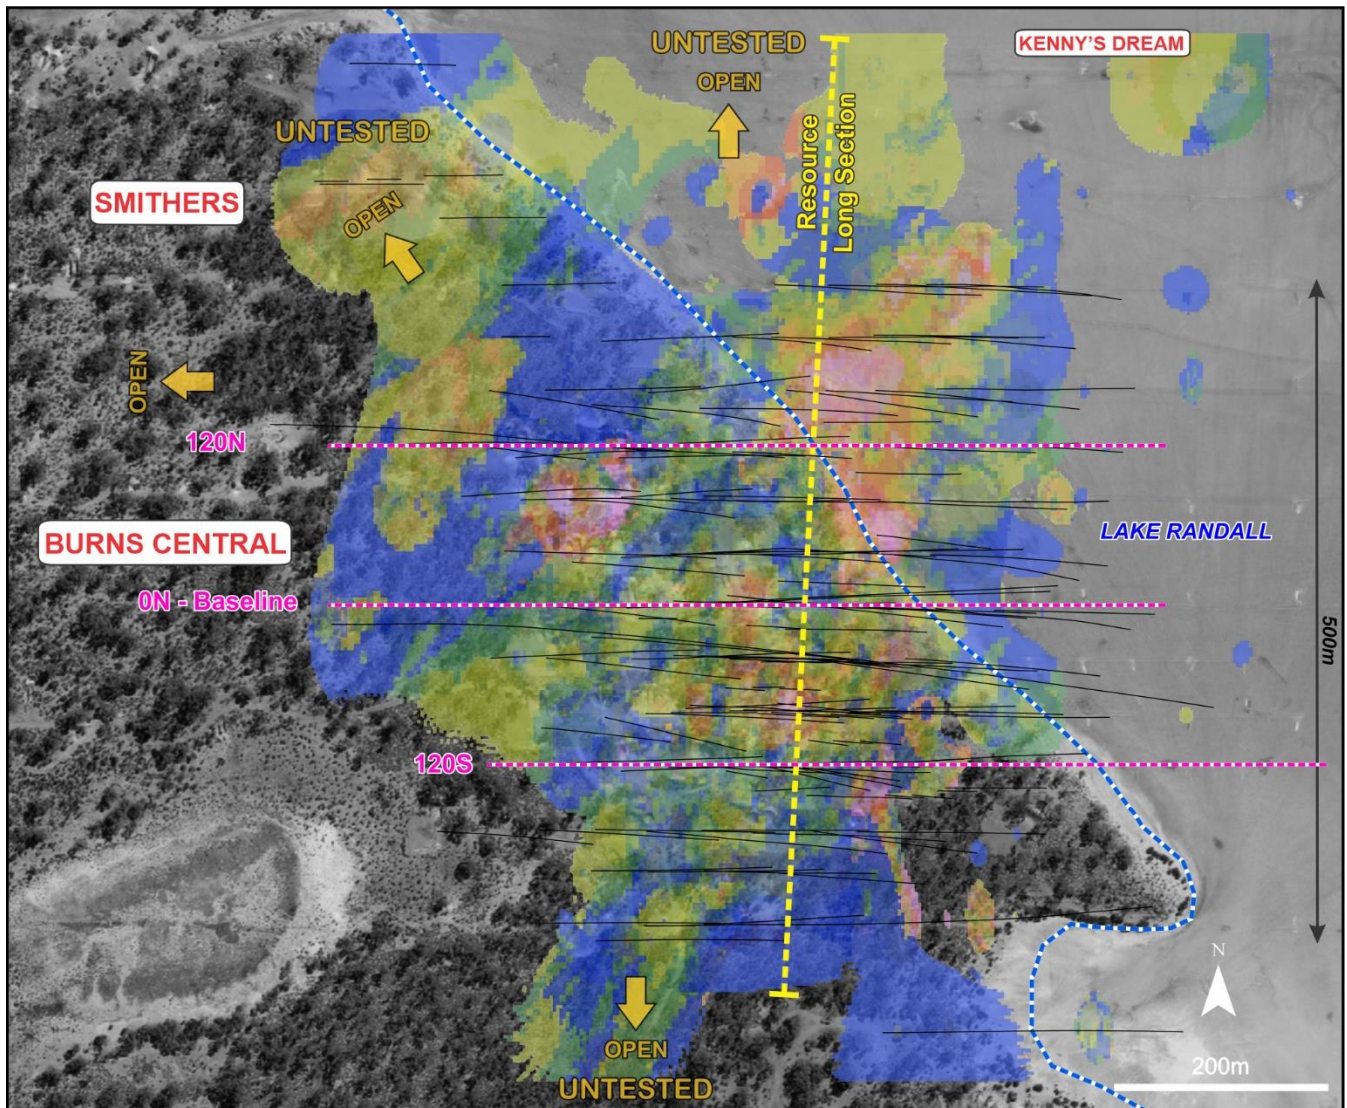 UNTESTED
OPEN
KENNY'S DREAM
UNTESTED
SMITHERS
OPEN
Resource
Long Section
OPEN
120N
BURNS CENTRAL
LAKE RANDALL
0N - Baseline
500m
120S
N
OPEN
UNTESTED
200m